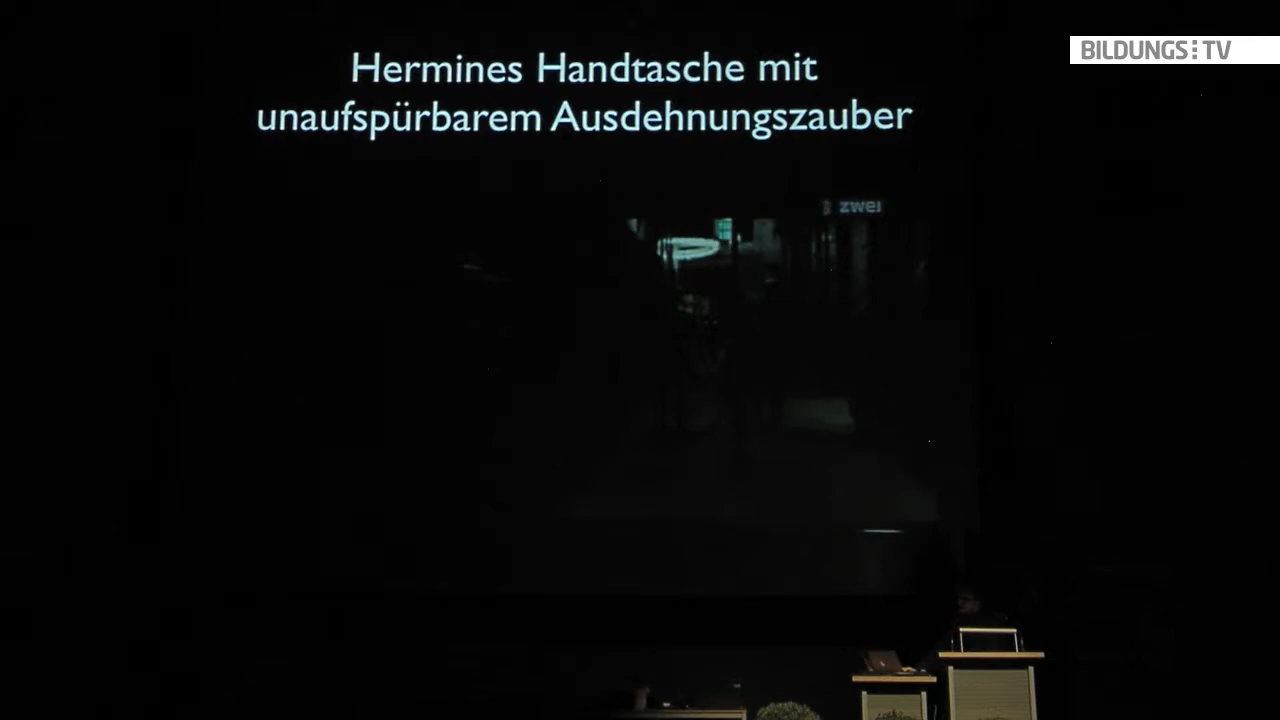 BILDUNGS:TV
Hermines Handtasche mit
unaufspürbarem Ausdehnungszauber
zwei